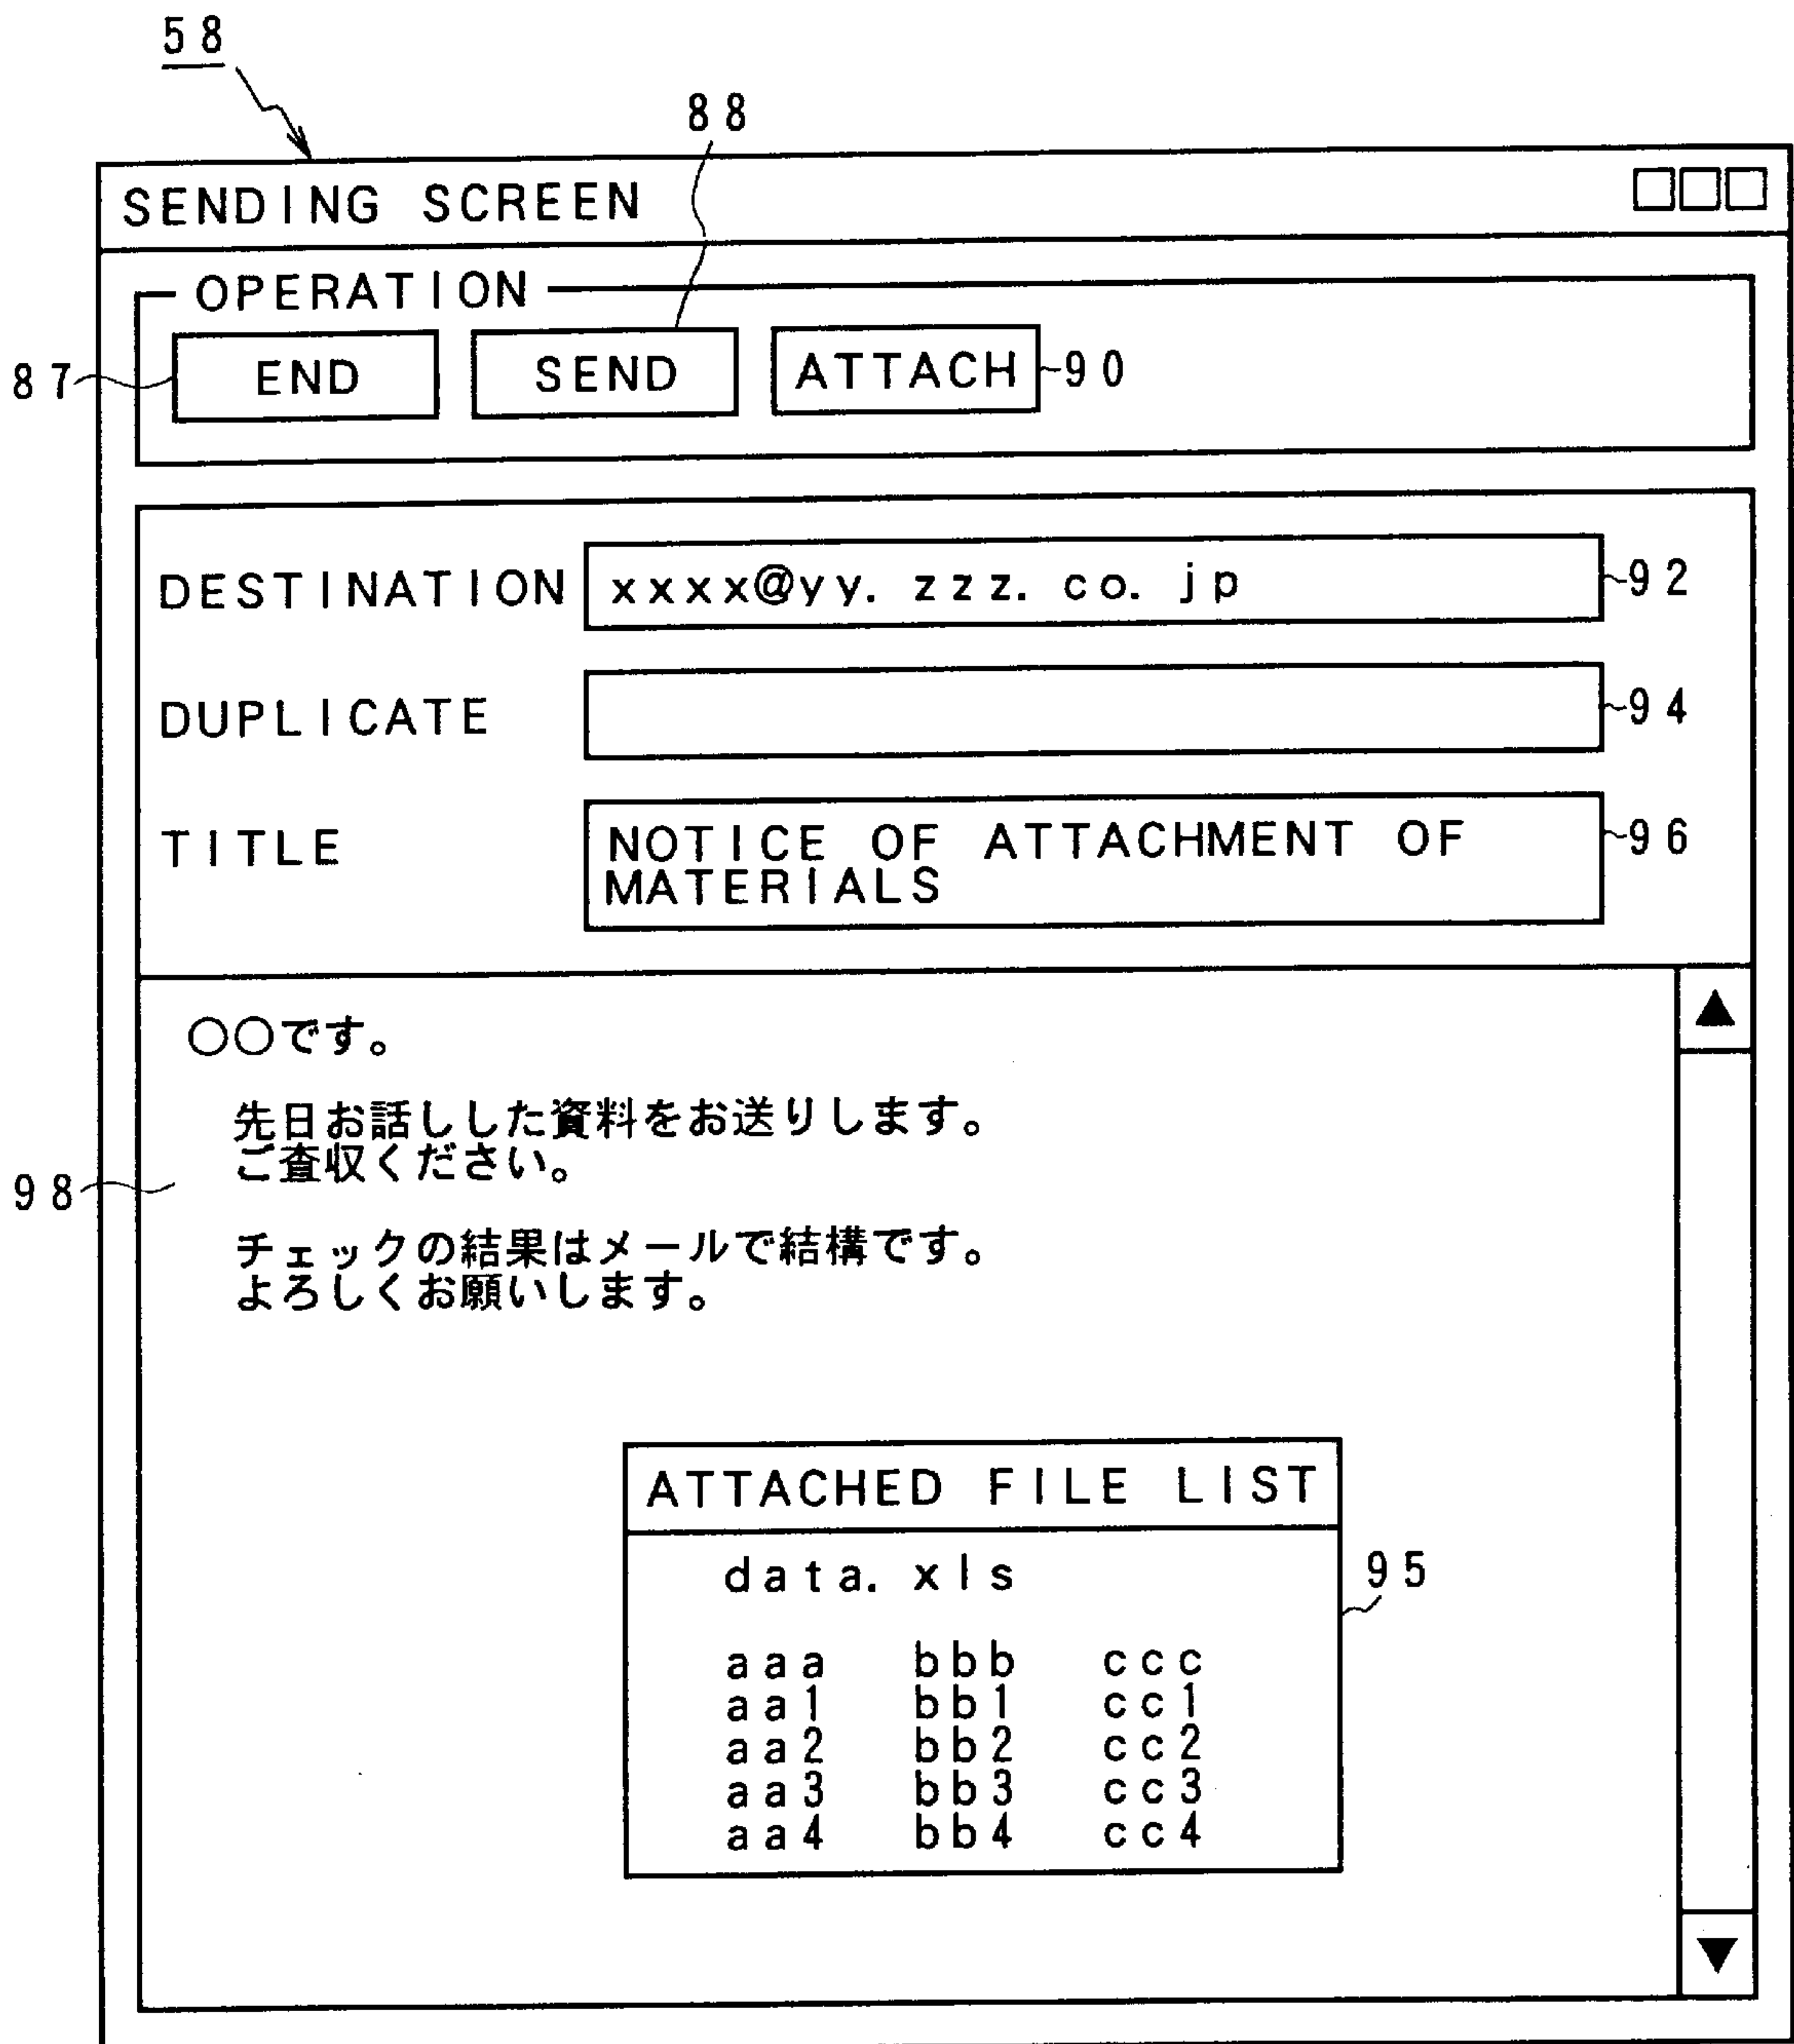 58
88
SENDING SCREEN
OPERATION
87 END SEND ATTACH 90
DESTINATION xxxx@yy.zzz.co.jp 92
DUPLICATE 94
TITLE NOTICE OF ATTACHMENT OF 96
MATERIALS
○○です。
先日お話しした資料をお送りします。
ご査収ください。
98
チェックの結果はメールで結構です。
よろしくお願いします。
ATTACHED FILE LIST
data.xls 95
aaa bbb ccc
aa1 bb1 cc1
aa2 bb2 cc2
aa3 bb3 cc3
aa4 bb4 cc4